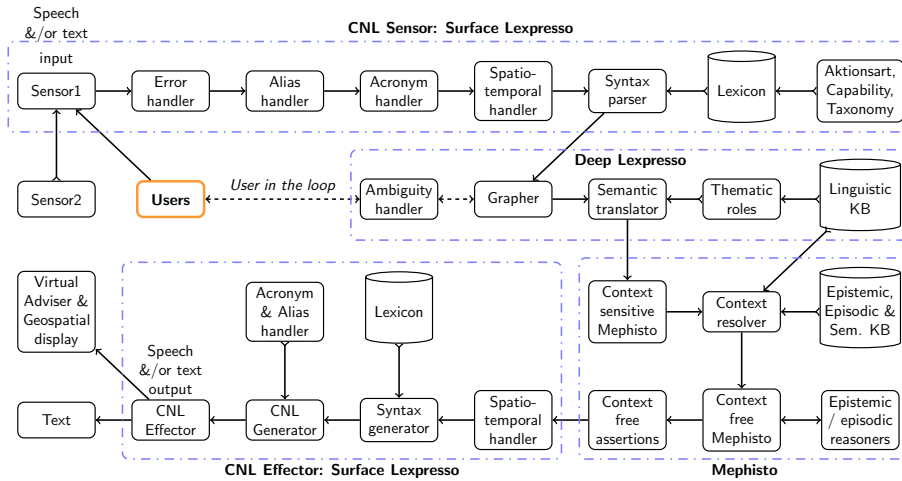 CNL Sensor: Surface Lexpresso
Speech
&/or text
input
Sensor1
Error
handler
Alias
handler
Acronym
handler
Spatio-
temporal
handler
Syntax
parser
Lexicon
Aktionsart,
Capability,
Taxonomy
Deep Lexpresso
Sensor2
Users
User in the loop
Ambiguity
handler
Grapher
Semantic
translator
Thematic
roles
Linguistic
KB
Virtual
Adviser &
Geospatial
display
Acronym
& Alias
handler
Lexicon
Context
sensitive
Mephisto
Context
resolver
Epistemic,
Episodic &
Sem. KB
Speech
&/or text
output
Text
CNL
Effector
CNL
Generator
Syntax
generator
Spatio-
temporal
handler
Context
free
assertions
Context
free
Mephisto
Epistemic
/ episodic
reasoners
CNL Effector: Surface Lexpresso
Mephisto